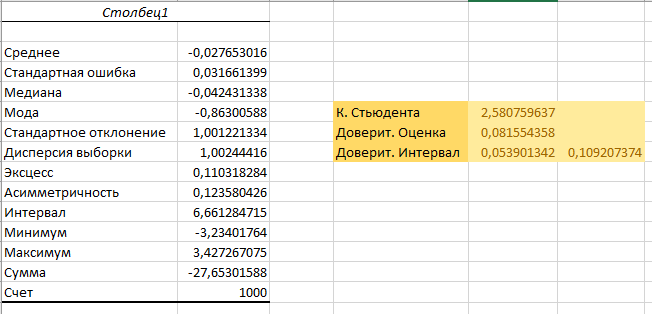 Столбец1
Среднее -0,027653016
Стандартная ошибка 0,031661399
Медиана -0,042431338
Мода -0,86300588 К. Стьюдента 2,580759637
Стандартное отклонение 1,001221334 Доверит. Оценка 0,081554358
Дисперсия выборки 1,00244416 Доверит. Интервал 0,053901342 0,109207374
Эксцесс 0,110318284
Асимметричность 0,123580426
Интервал 6,661284715
Минимум -3,23401764
Максимум 3,427267075
Сумма -27,65301588
Счет 1000